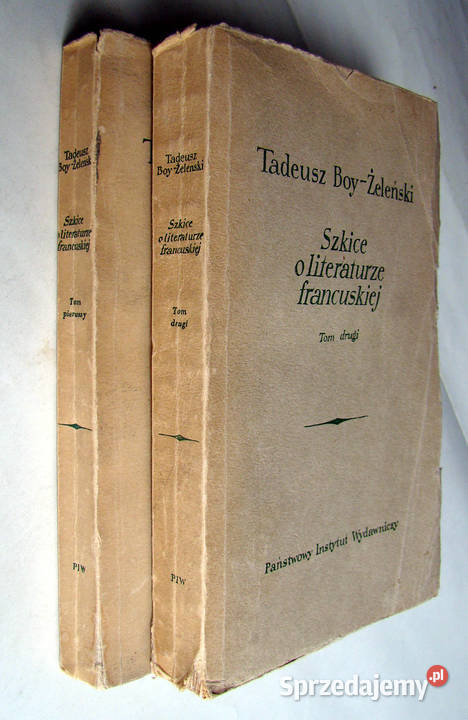 Tadeusz
Boy-Żeleński
Szkice
o literaturze
francuskiej
Tom
pierwszy
PIW
Tadeusz
Boy-Żeleński
Szkice
o literaturze
francuskiej
Tom
drugi
PIW
Tadeusz Boy-Żeleński
Szkice
o literaturze
francuskiej
Tom drugi
Państwowy Instytut Wydawniczy
Sprzedajemy.pl